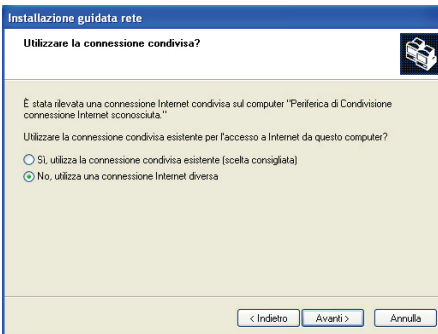 Installazione guidata rete
Utilizzare la connessione condivisa?
È stata rilevata una connessione Internet condivisa sul computer "Periferica di Condivisione
connessione Internet sconosciuta."
Utilizzare la connessione condivisa esistente per l'accesso a Internet da questo computer?
Sì, utilizza la connessione condivisa esistente (scelta consigliata)
No, utilizza una connessione Internet diversa
< Indietro Avanti > Annulla